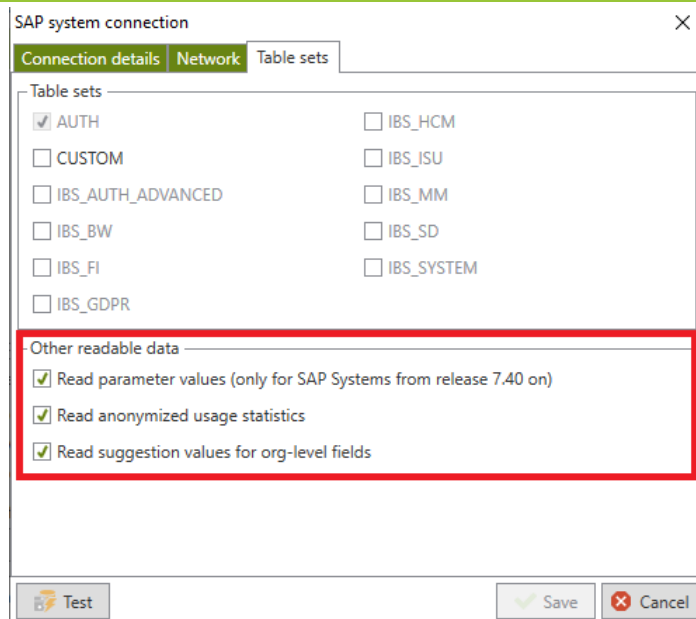 SAP system connection
Connection details Network Table sets
Table sets
AUTH IBS_HCM
CUSTOM IBS_ISU
IBS_AUTH_ADVANCED IBS_MM
IBS_BW IBS_SD
IBS_FI IBS_SYSTEM
IBS_GDPR
Other readable data
Read parameter values (only for SAP Systems from release 7.40 on)
Read anonymized usage statistics
Read suggestion values for org-level fields
Test Save Cancel